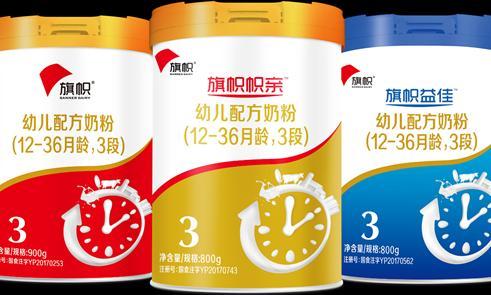 旗帜®
BANNER DAIRY
幼儿配方奶粉
(12-36月龄,3段)
3
净含量/规格:900g
注册号:国食注字YP20170253
旗帜®
旗帜帜亲™
幼儿配方奶粉
(12-36月龄,3段)
3
净含量/规格:800g
注册号:国食注字YP20170743
旗帜®
BANNER DAIRY
旗帜益佳™
幼儿配方奶粉
(12-36月龄,3段)
3
净含量/规格:800g
注册号:国食注字YP20170562